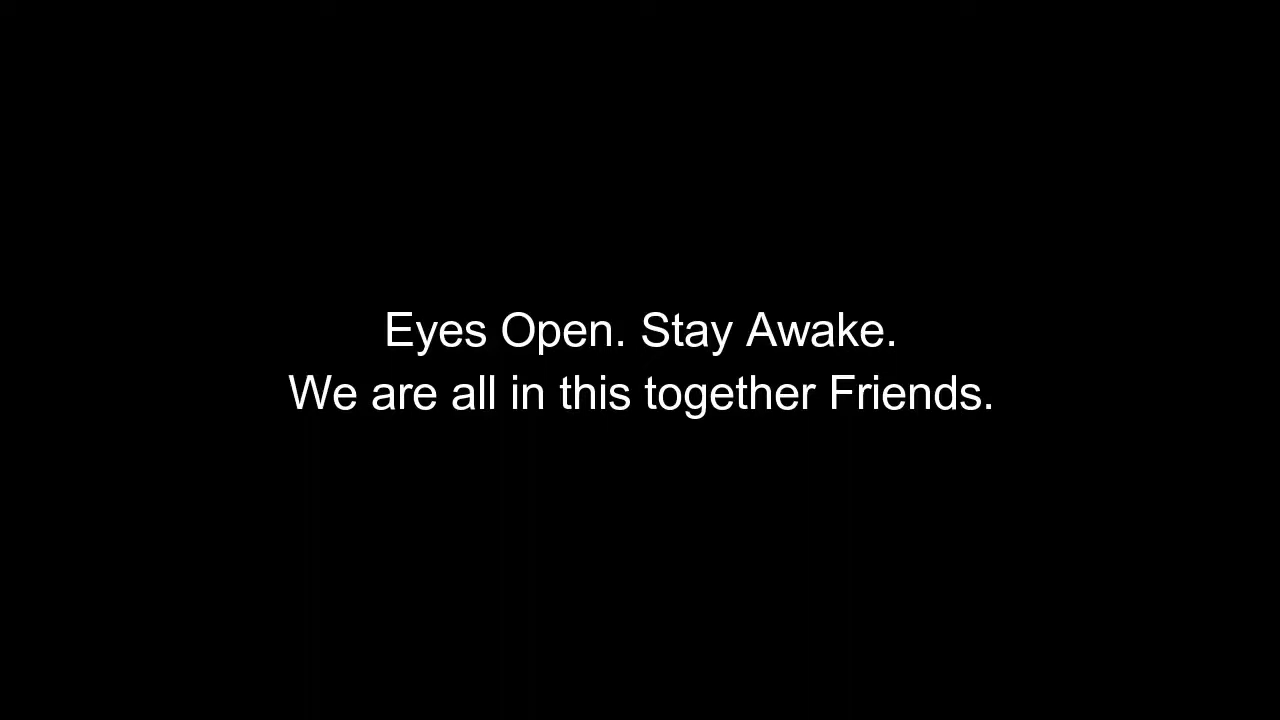 Eyes Open. Stay Awake.
We are all in this together Friends.